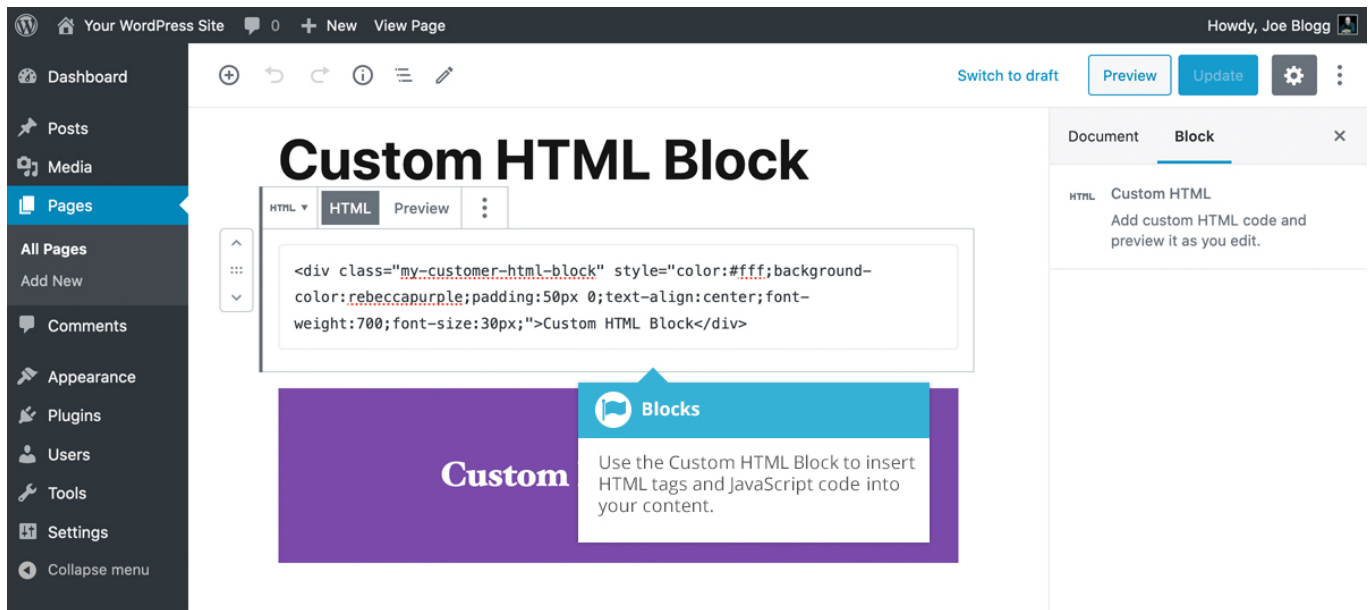 Your WordPress Site 0 + New View Page Howdy, Joe Blogg
Dashboard
Posts
Media
Pages
All Pages
Add New
Comments
Appearance
Plugins
Users
Tools
Settings
Collapse menu
Switch to draft Preview Update
Custom HTML Block
HTML HTML Preview
<div class="my-customer-html-block" style="color:#fff;background-
color:rebeccapurple;padding:50px 0;text-align:center;font-
weight:700;font-size:30px;">Custom HTML Block</div>
Custom
Blocks
Use the Custom HTML Block to insert
HTML tags and JavaScript code into
your content.
Document Block
HTML Custom HTML
Add custom HTML code and
preview it as you edit.